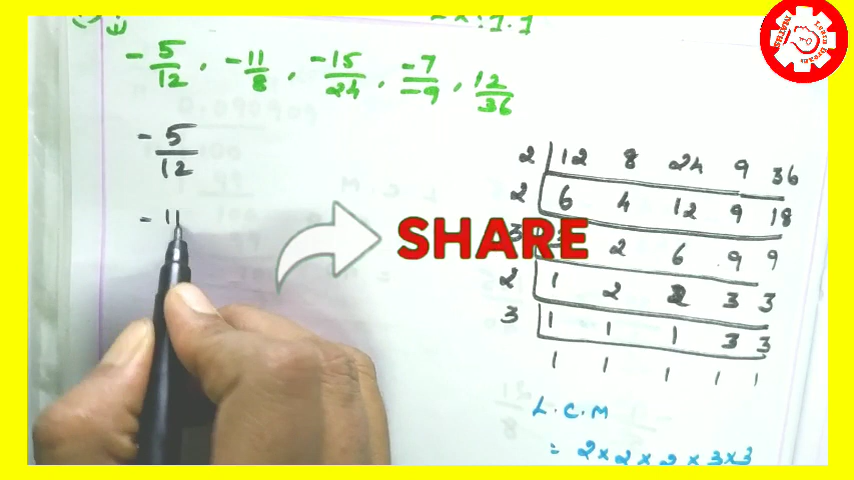 -5/12, -11/8, -15/24, -7/-9, 12/36
-5/12
-11
2 12 8 24 9 36
2 6 4 12 9 18
3 2 6 9 9
2 1 2 2 3 3
3 1 1 1 3 3
1 1 1 1 1
L.C.M
= 2×2×2×3×3
SHARE
Learn Dreams